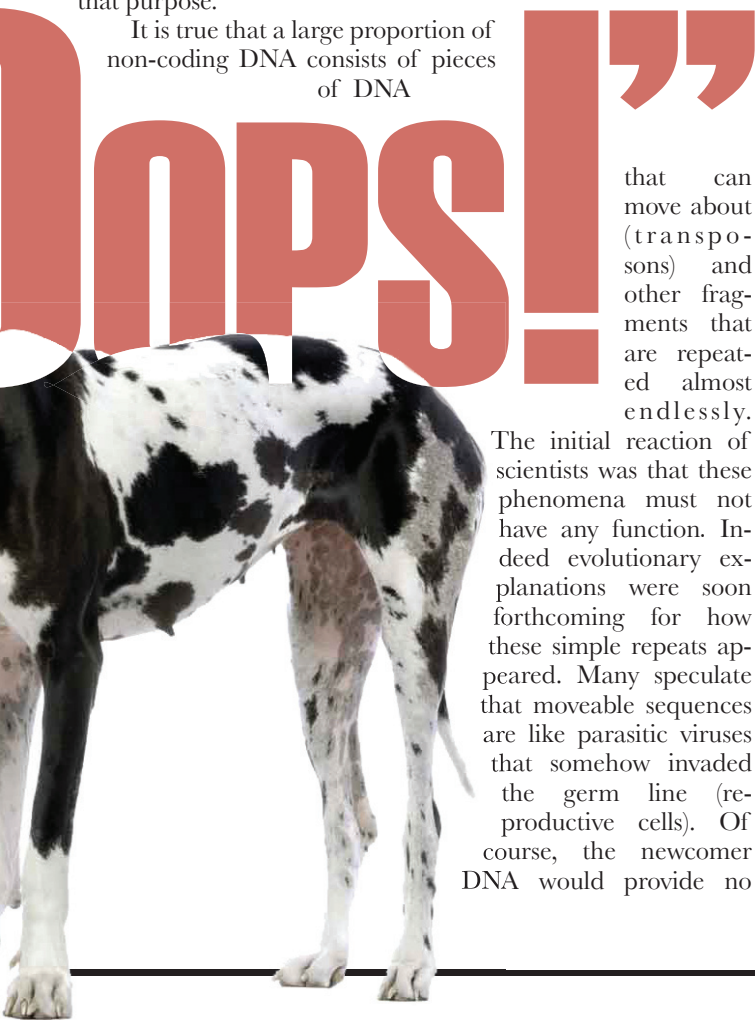 that purpose.
It is true that a large proportion of
non-coding DNA consists of pieces
of DNA
Oops!”
that can
move about
(transpo-
sons) and
other frag-
ments that
are repeat-
ed almost
endlessly.
The initial reaction of
scientists was that these
phenomena must not
have any function. In-
deed evolutionary ex-
planations were soon
forthcoming for how
these simple repeats ap-
peared. Many speculate
that moveable sequences
are like parasitic viruses
that somehow invaded
the germ line (re-
productive cells). Of
course, the newcomer
DNA would provide no